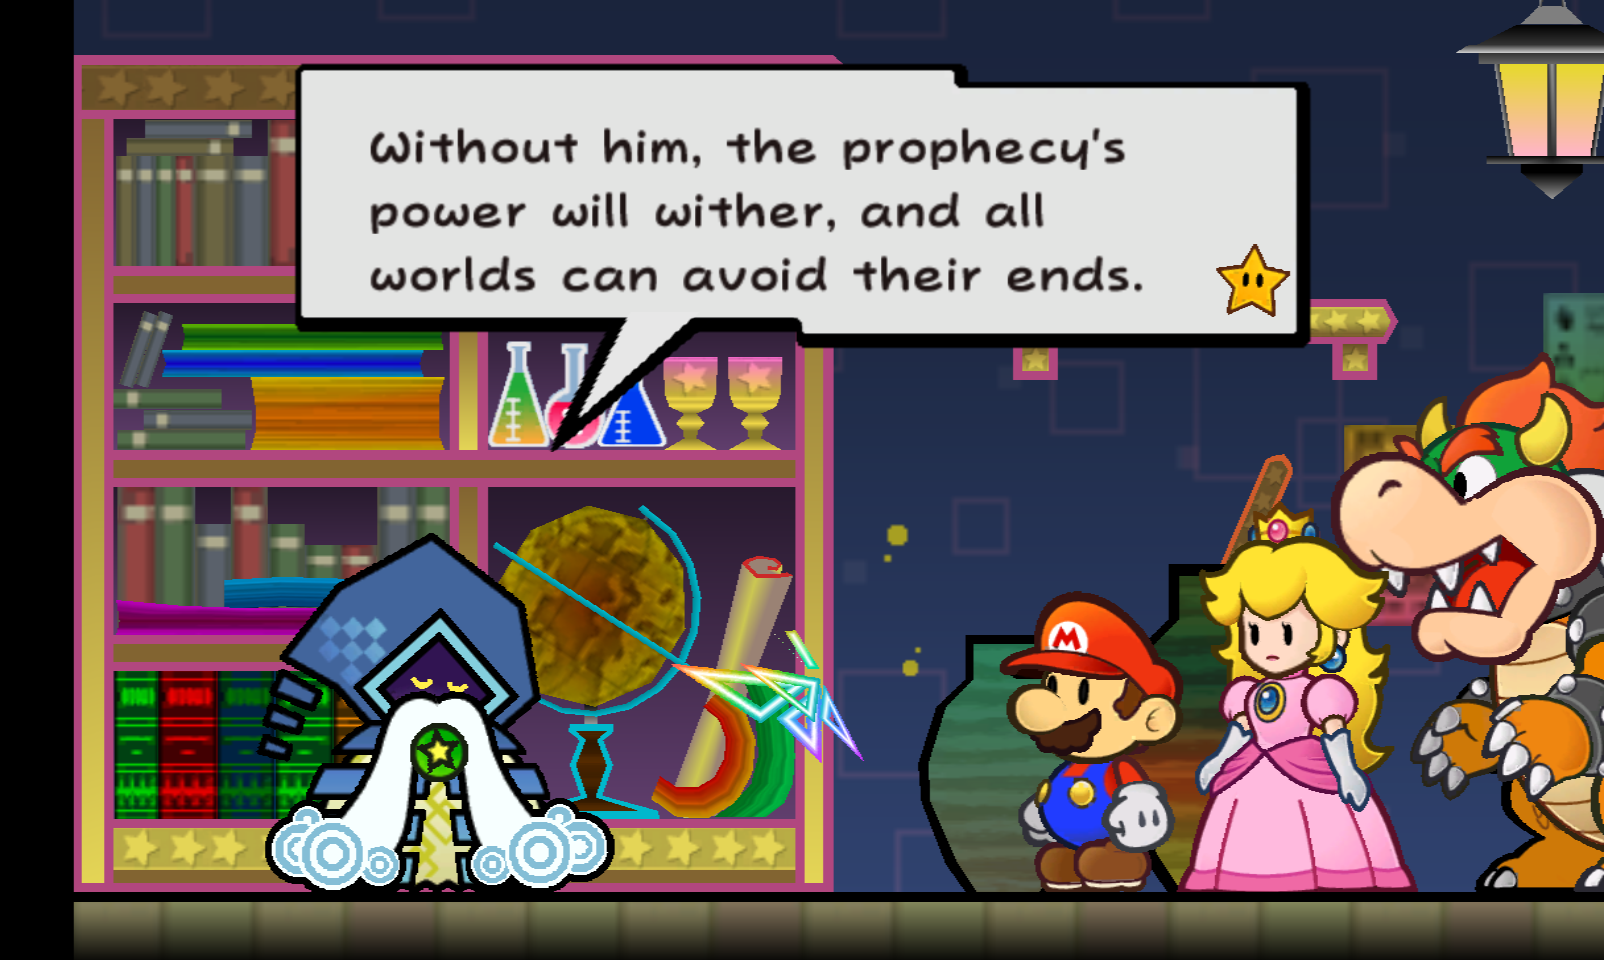 Without him, the prophecy's
power will wither, and all
worlds can avoid their ends.
M